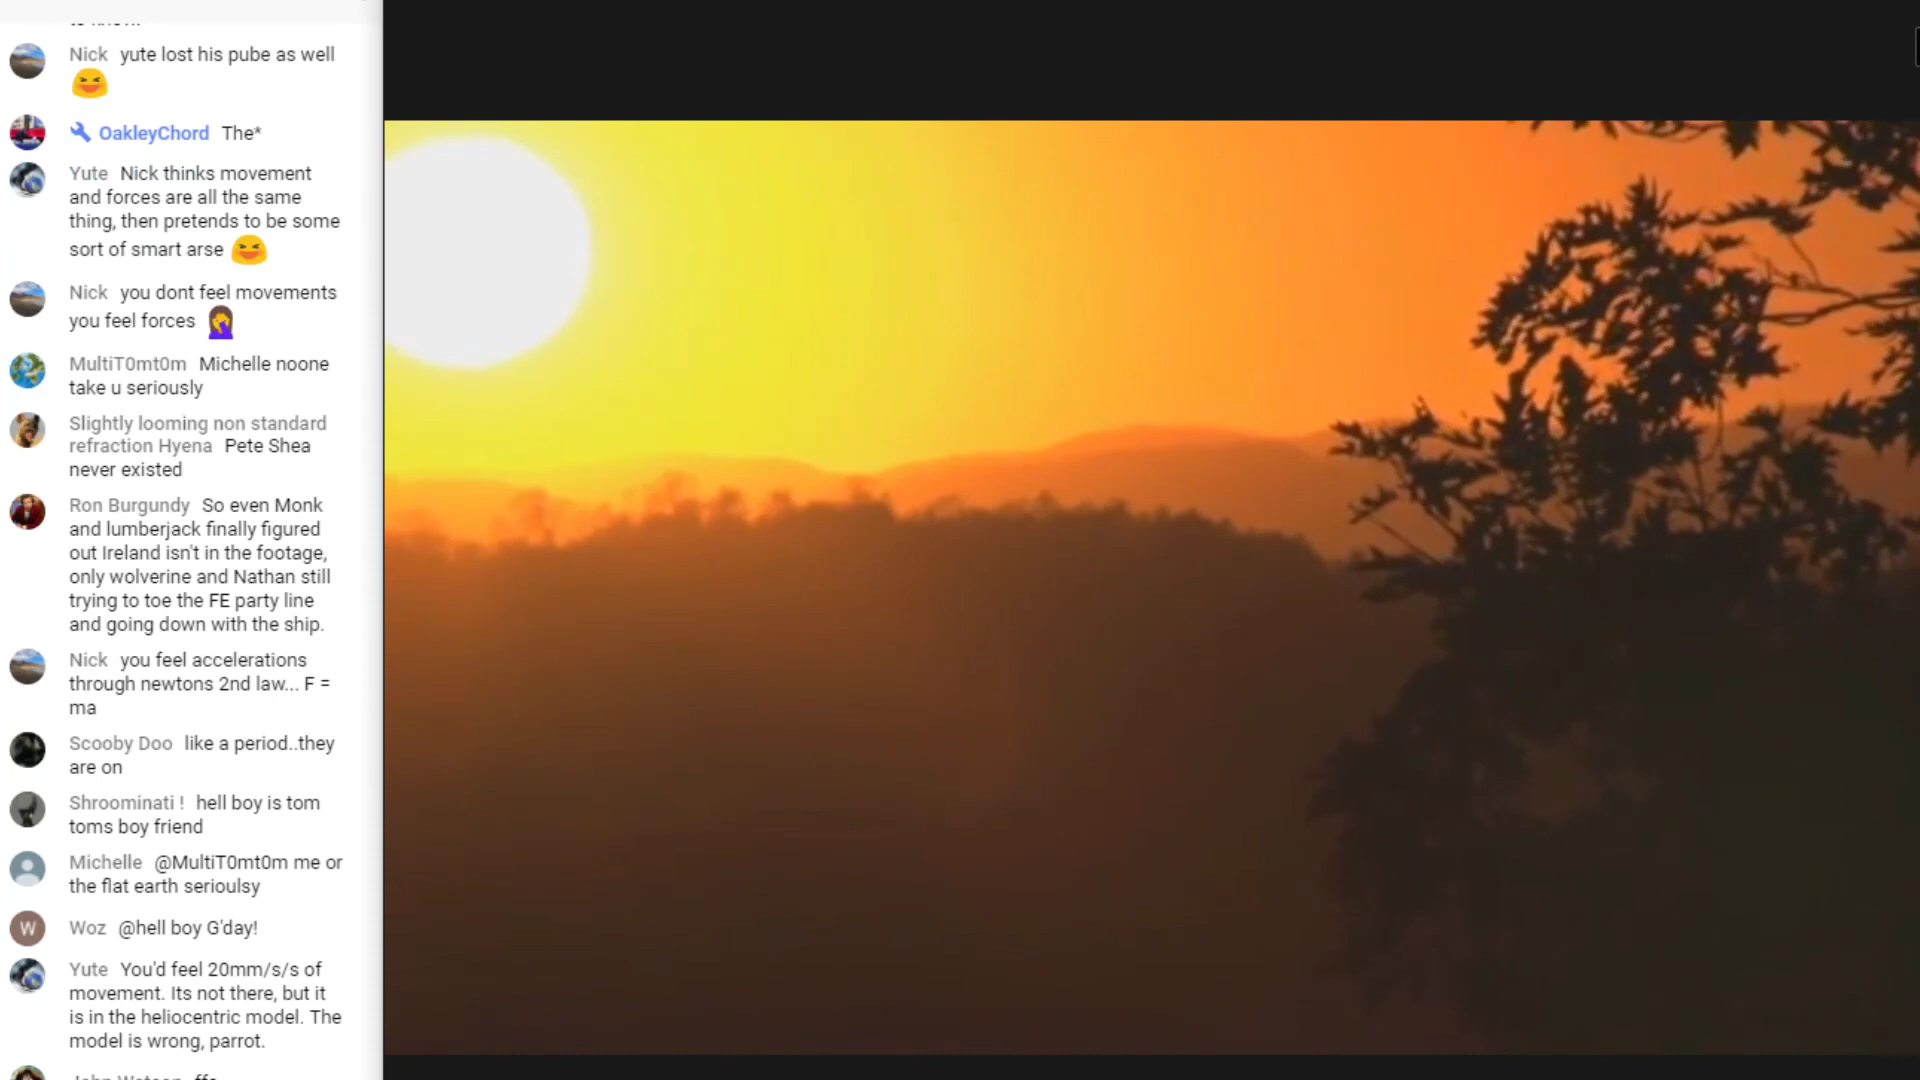 Nick yute lost his pube as well
OakleyChord The*
Yute Nick thinks movement
and forces are all the same
thing, then pretends to be some
sort of smart arse
Nick you dont feel movements
you feel forces
MultiT0mt0m Michelle noone
take u seriously
Slightly looming non standard
refraction Hyena Pete Shea
never existed
Ron Burgundy So even Monk
and lumberjack finally figured
out Ireland isn't in the footage,
only wolverine and Nathan still
trying to toe the FE party line
and going down with the ship.
Nick you feel accelerations
through newtons 2nd law... F =
ma
Scooby Doo like a period..they
are on
Shroominati ! hell boy is tom
toms boy friend
Michelle @MultiT0mt0m me or
the flat earth serioulsy
W
Woz @hell boy G'day!
Yute You'd feel 20mm/s/s of
movement. Its not there, but it
is in the heliocentric model. The
model is wrong, parrot.